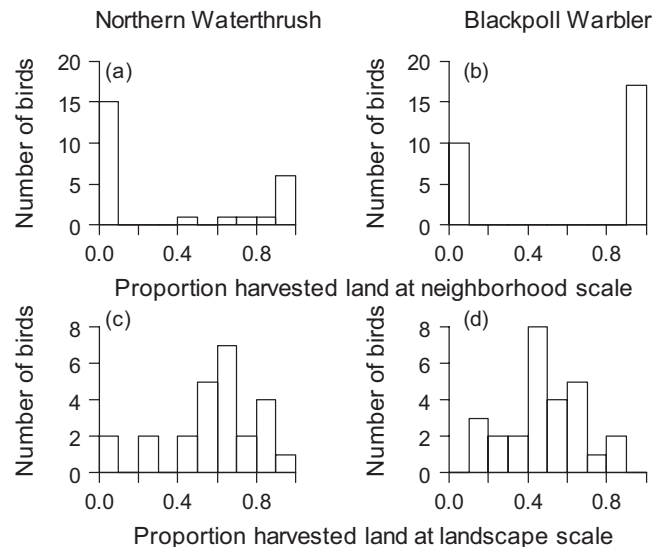 Northern Waterthrush Blackpoll Warbler
(a) (b)
Number of birds Number of birds
20 20
15 15
10 10
5 5
0 0
0.0 0.4 0.8 0.0 0.4 0.8
Proportion harvested land at neighborhood scale
(c) (d)
Number of birds Number of birds
8 8
6 6
4 4
2 2
0 0
0.0 0.4 0.8 0.0 0.4 0.8
Proportion harvested land at landscape scale